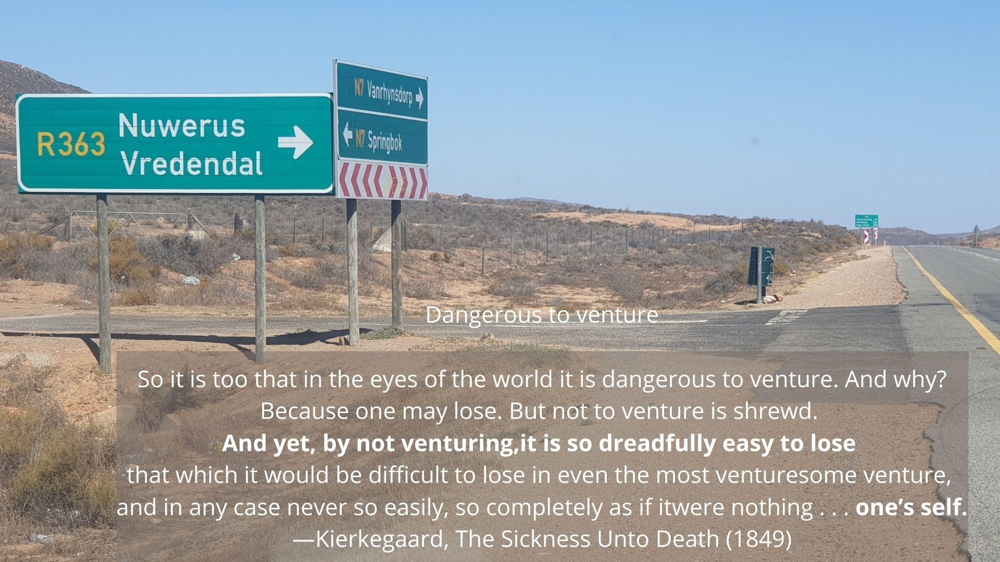 R363 Nuwerus
Vredendal
N7 Vanrhynsdorp
N7 Springbok
Dangerous to venture
So it is too that in the eyes of the world it is dangerous to venture. And why?
Because one may lose. But not to venture is shrewd.
And yet, by not venturing,it is so dreadfully easy to lose
that which it would be difficult to lose in even the most venturesome venture,
and in any case never so easily, so completely as if itwere nothing . . . one’s self.
—Kierkegaard, The Sickness Unto Death (1849)